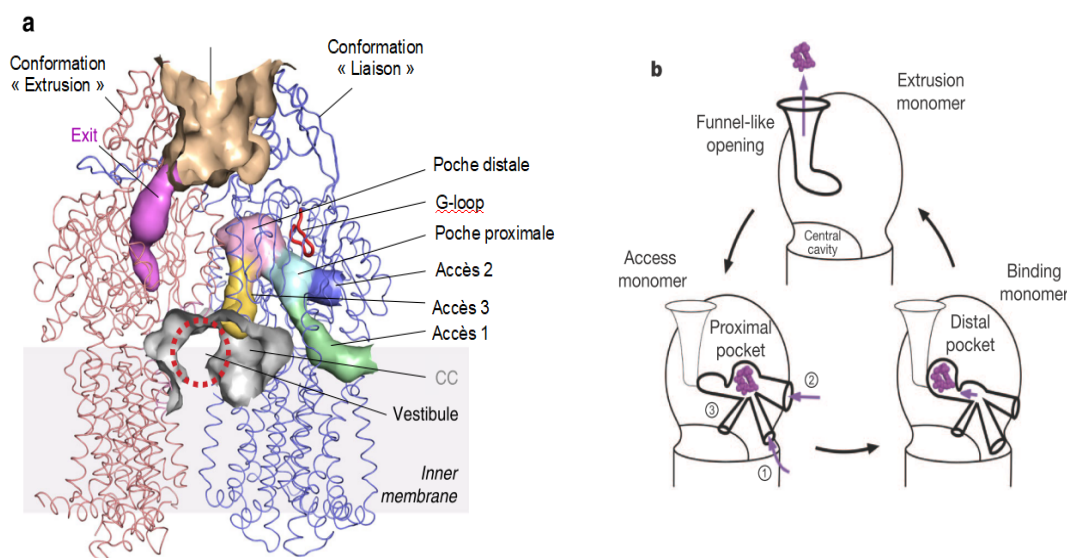 a
Conformation
« Extrusion »
Exit
Conformation
« Liaison »
Poche distale
G-loop
Poche proximale
Accès 2
Accès 3
Accès 1
CC
Vestibule
Inner
membrane
b
Extrusion
monomer
Funnel-like
opening
Central
cavity
Access
monomer
Proximal
pocket
②
③
①
Binding
monomer
Distal
pocket